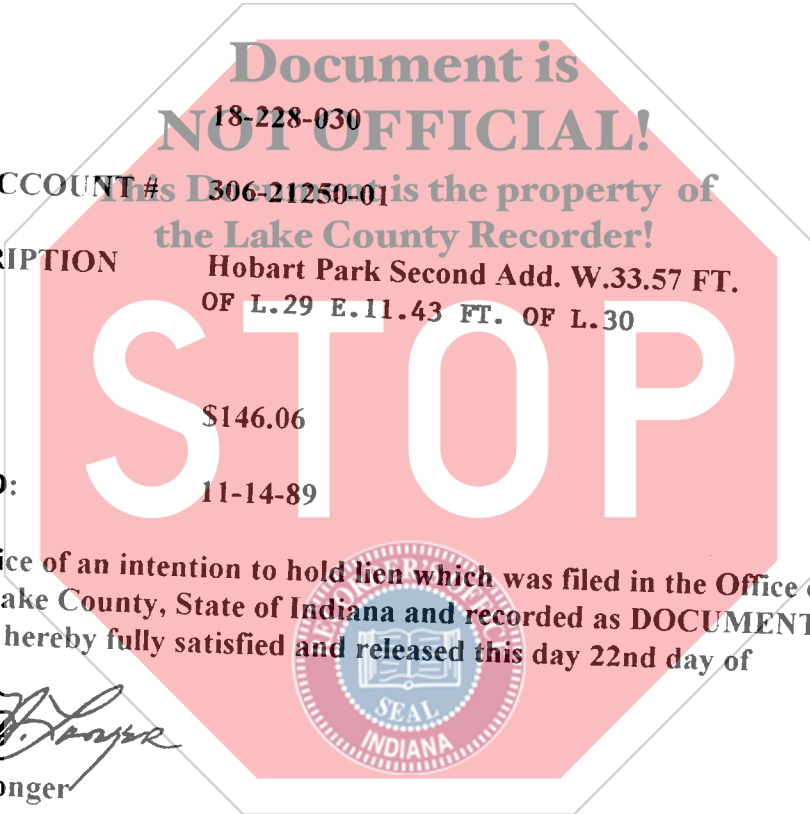 Document is
NOT OFFICIAL!
This Document is the property of
the Lake County Recorder!
STOP
18-228-030
CCOUNT # 306-21250-01
RIPTION Hobart Park Second Add. W.33.57 FT.
OF L.29 E.11.43 FT. OF L.30
$146.06
: 11-14-89
ice of an intention to hold lien which was filed in the Office
ake County, State of Indiana and recorded as DOCUMENT
hereby fully satisfied and released this day 22nd day of
onger
SEAL
INDIANA